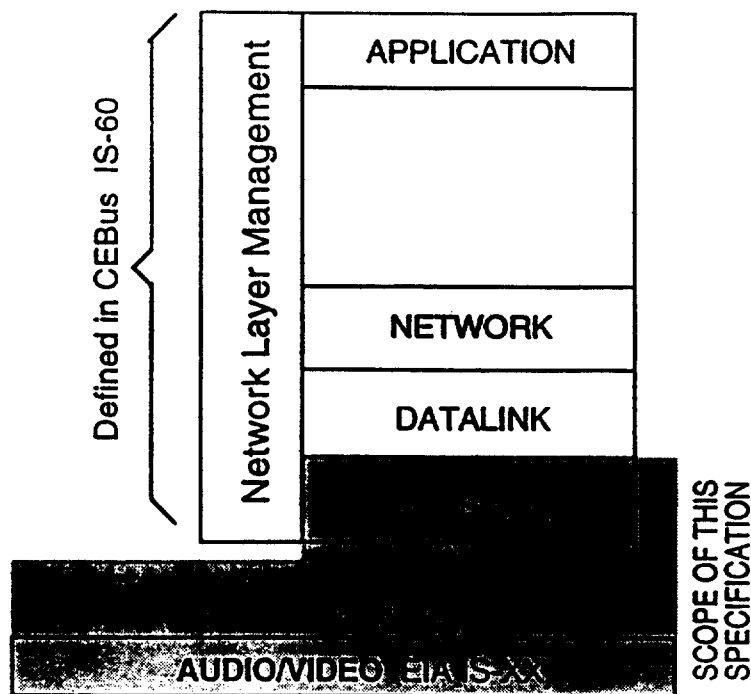 Defined in CEBus IS-60
Network Layer Management
APPLICATION
NETWORK
DATALINK
SCOPE OF THIS
SPECIFICATION
AUDIO/VIDEO EIA IS-XX